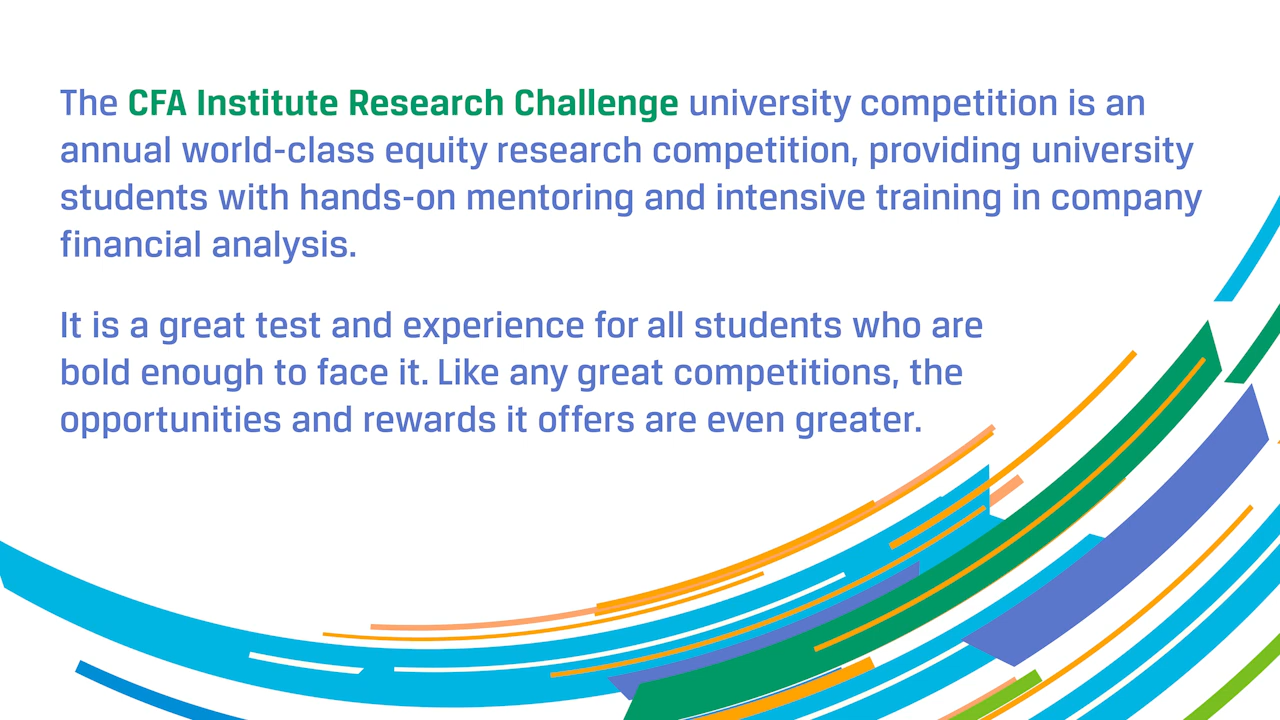 The CFA Institute Research Challenge university competition is an
annual world-class equity research competition, providing university
students with hands-on mentoring and intensive training in company
financial analysis.
It is a great test and experience for all students who are
bold enough to face it. Like any great competitions, the
opportunities and rewards it offers are even greater.